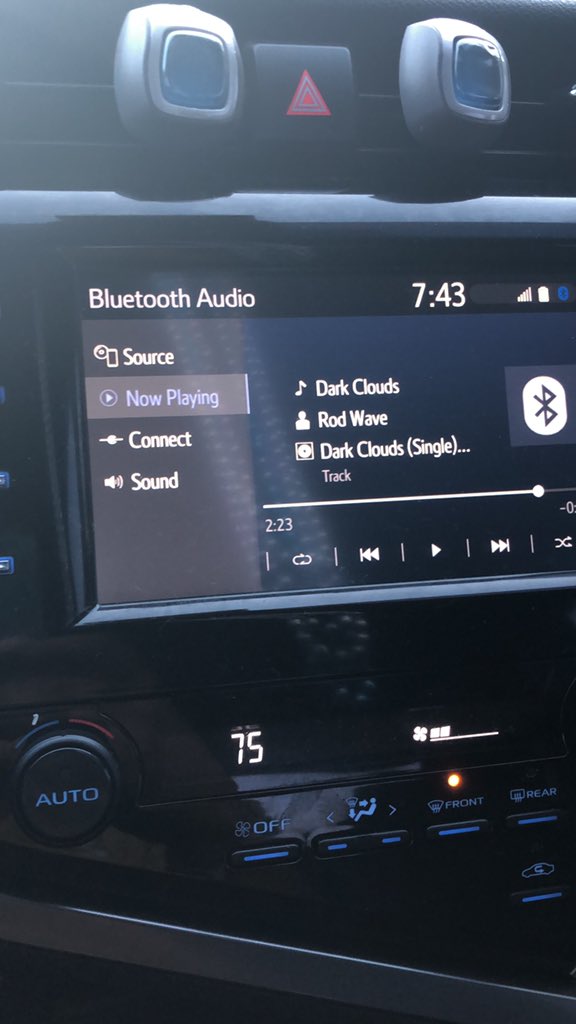 Bluetooth Audio
7:43
Source
Now Playing
Connect
Sound
Dark Clouds
Rod Wave
Dark Clouds (Single)...
Track
2:23
-0:
75
AUTO
OFF
FRONT
REAR